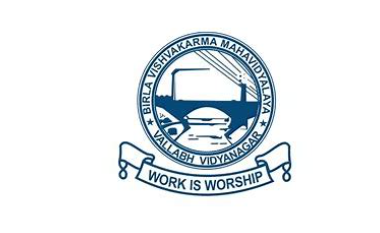 BIRLA VISHVAKARMA MAHAVIDYALAYA
VALLABH VIDYANAGAR
WORK IS WORSHIP